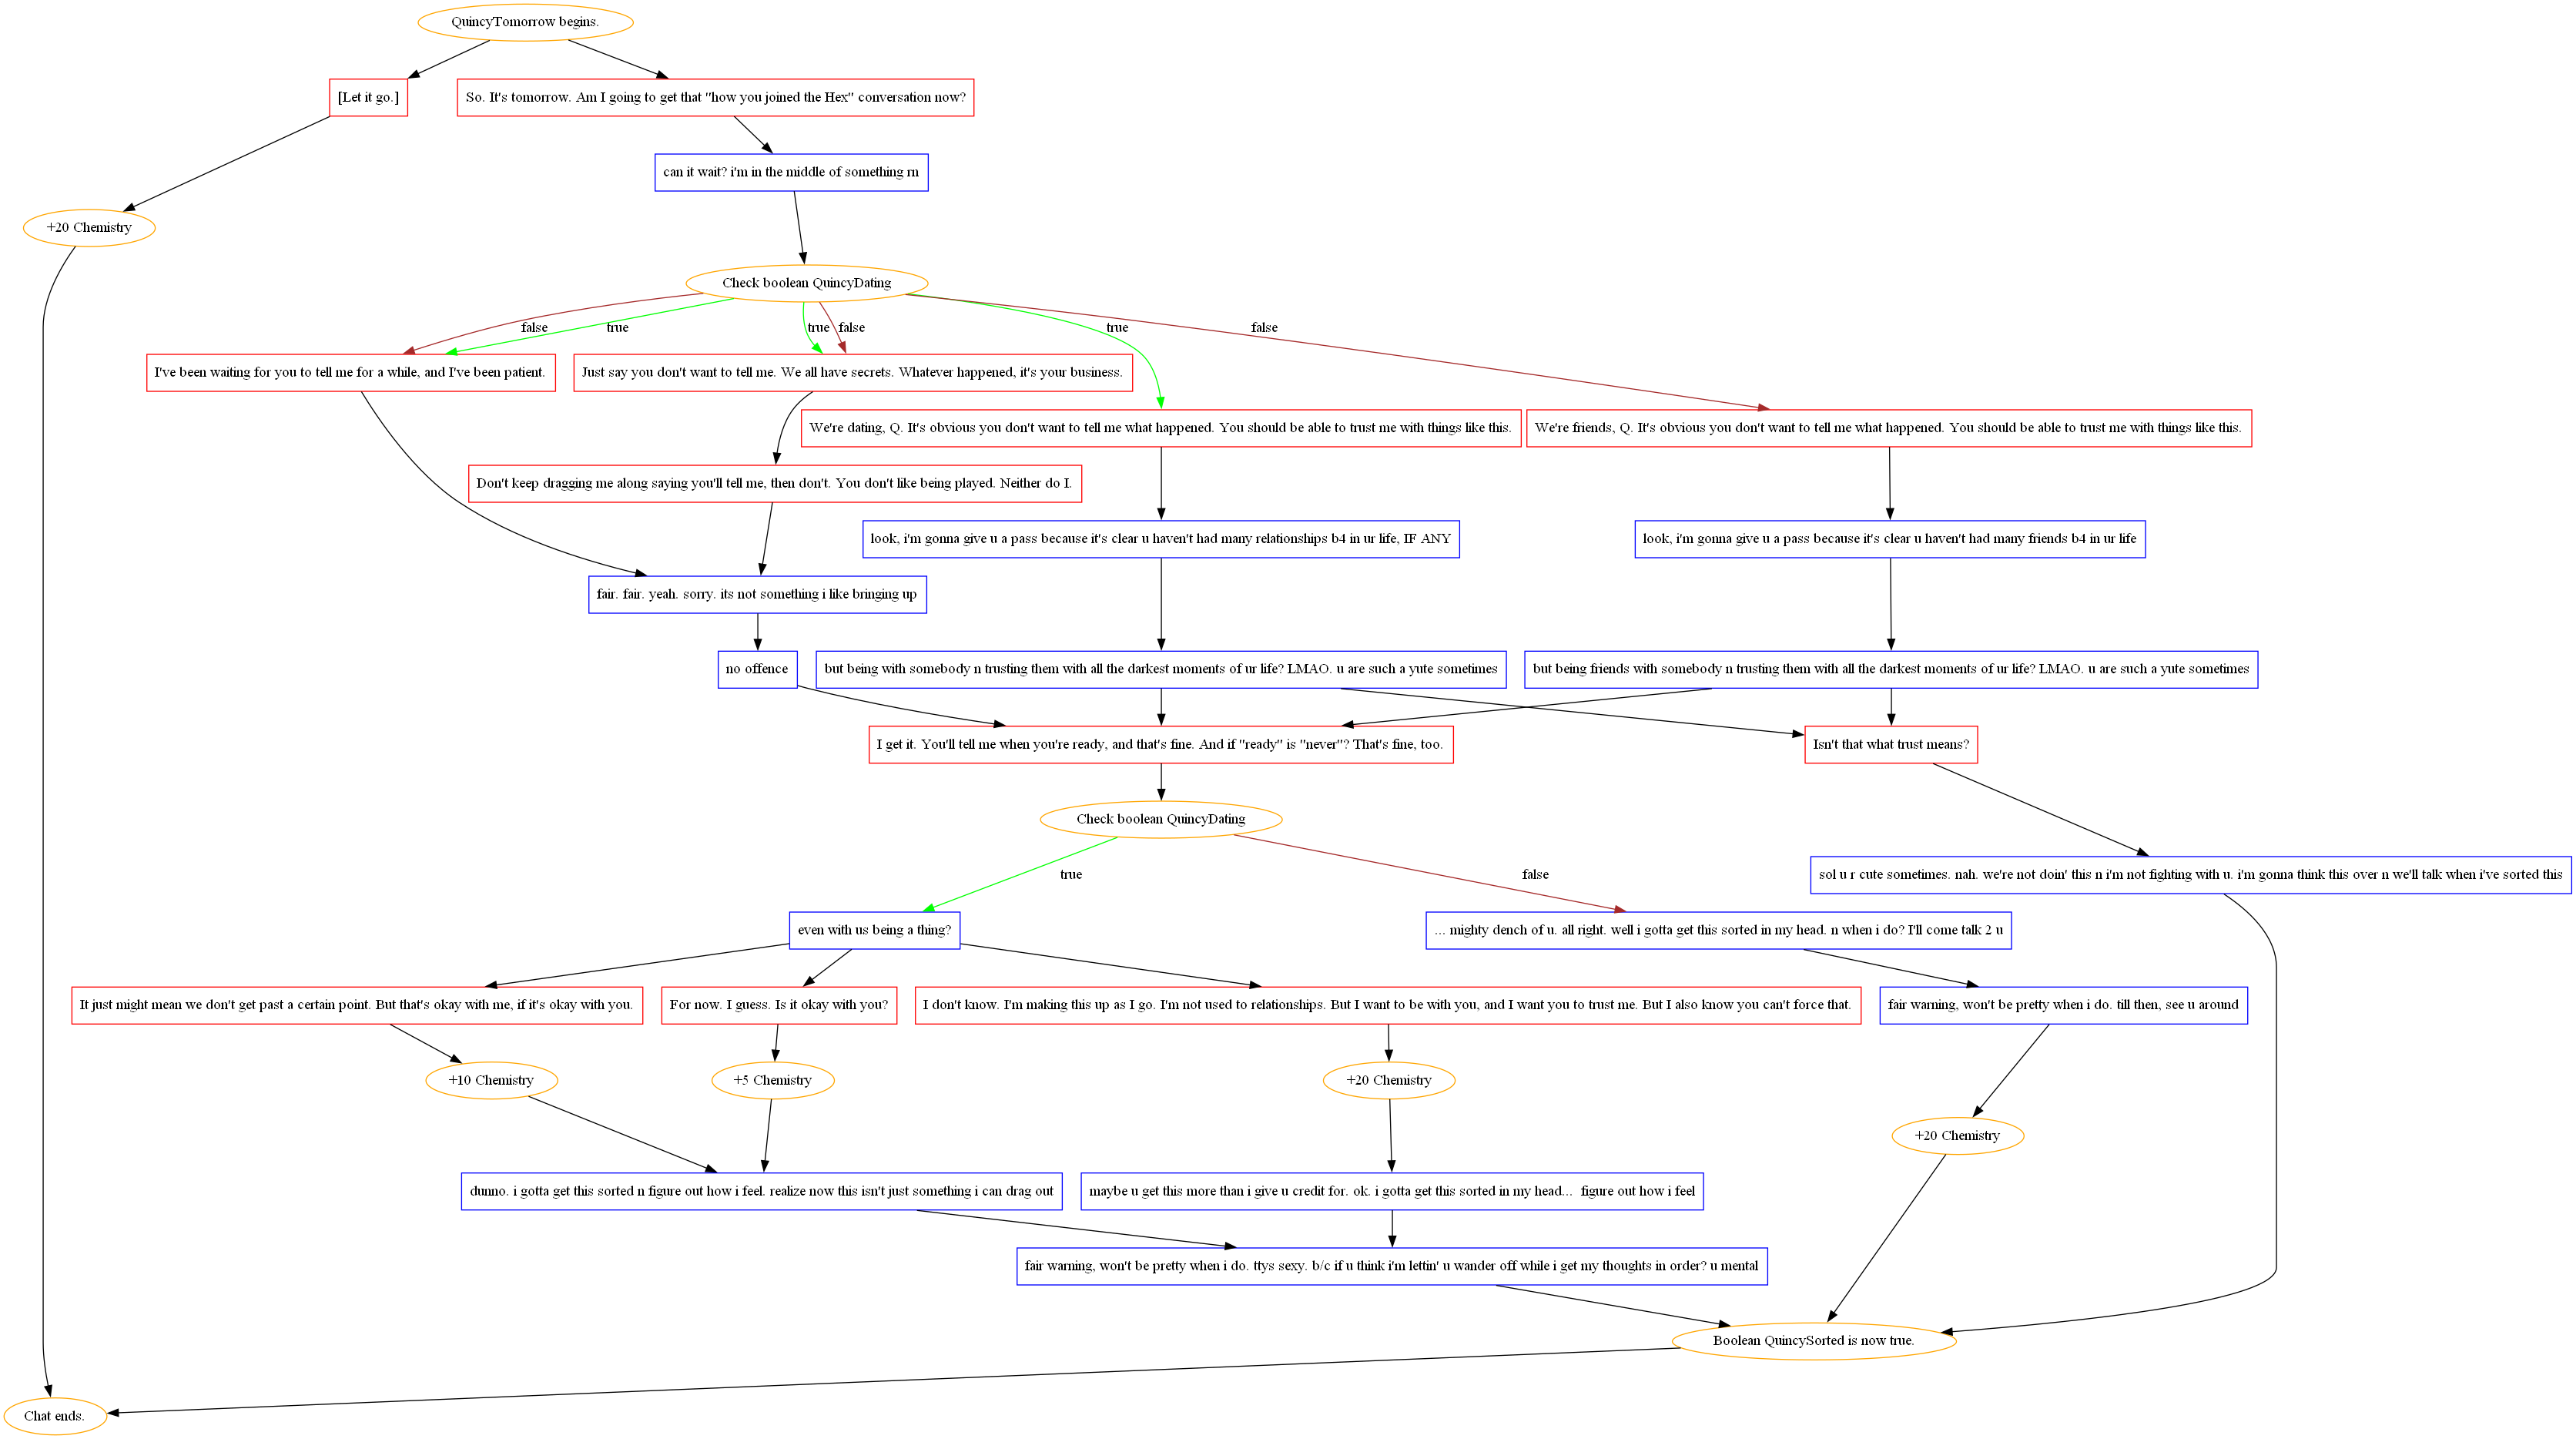 QuincyTomorrow begins.
[Let it go.]
So. It's tomorrow. Am I going to get that "how you joined the Hex" conversation now?
can it wait? i'm in the middle of something rn
+20 Chemistry
Check boolean QuincyDating
false
true
true
false
true
false
I've been waiting for you to tell me for a while, and I've been patient.
Just say you don't want to tell me. We all have secrets. Whatever happened, it's your business.
We're dating, Q. It's obvious you don't want to tell me what happened. You should be able to trust me with things like this.
We're friends, Q. It's obvious you don't want to tell me what happened. You should be able to trust me with things like this.
Don't keep dragging me along saying you'll tell me, then don't. You don't like being played. Neither do I.
look, i'm gonna give u a pass because it's clear u haven't had many relationships b4 in ur life, IF ANY
look, i'm gonna give u a pass because it's clear u haven't had many friends b4 in ur life
fair. fair. yeah. sorry. its not something i like bringing up
no offence
but being with somebody n trusting them with all the darkest moments of ur life? LMAO. u are such a yute sometimes
but being friends with somebody n trusting them with all the darkest moments of ur life? LMAO. u are such a yute sometimes
I get it. You'll tell me when you're ready, and that's fine. And if "ready" is "never"? That's fine, too.
Isn't that what trust means?
Check boolean QuincyDating
true
false
sol u r cute sometimes. nah. we're not doin' this n i'm not fighting with u. i'm gonna think this over n we'll talk when i've sorted this
even with us being a thing?
... mighty dench of u. all right. well i gotta get this sorted in my head. n when i do? I'll come talk 2 u
It just might mean we don't get past a certain point. But that's okay with me, if it's okay with you.
For now. I guess. Is it okay with you?
I don't know. I'm making this up as I go. I'm not used to relationships. But I want to be with you, and I want you to trust me. But I also know you can't force that.
fair warning, won't be pretty when i do. till then, see u around
+10 Chemistry
+5 Chemistry
+20 Chemistry
+20 Chemistry
dunno. i gotta get this sorted n figure out how i feel. realize now this isn't just something i can drag out
maybe u get this more than i give u credit for. ok. i gotta get this sorted in my head... figure out how i feel
fair warning, won't be pretty when i do. ttys sexy. b/c if u think i'm lettin' u wander off while i get my thoughts in order? u mental
Boolean QuincySorted is now true.
Chat ends.